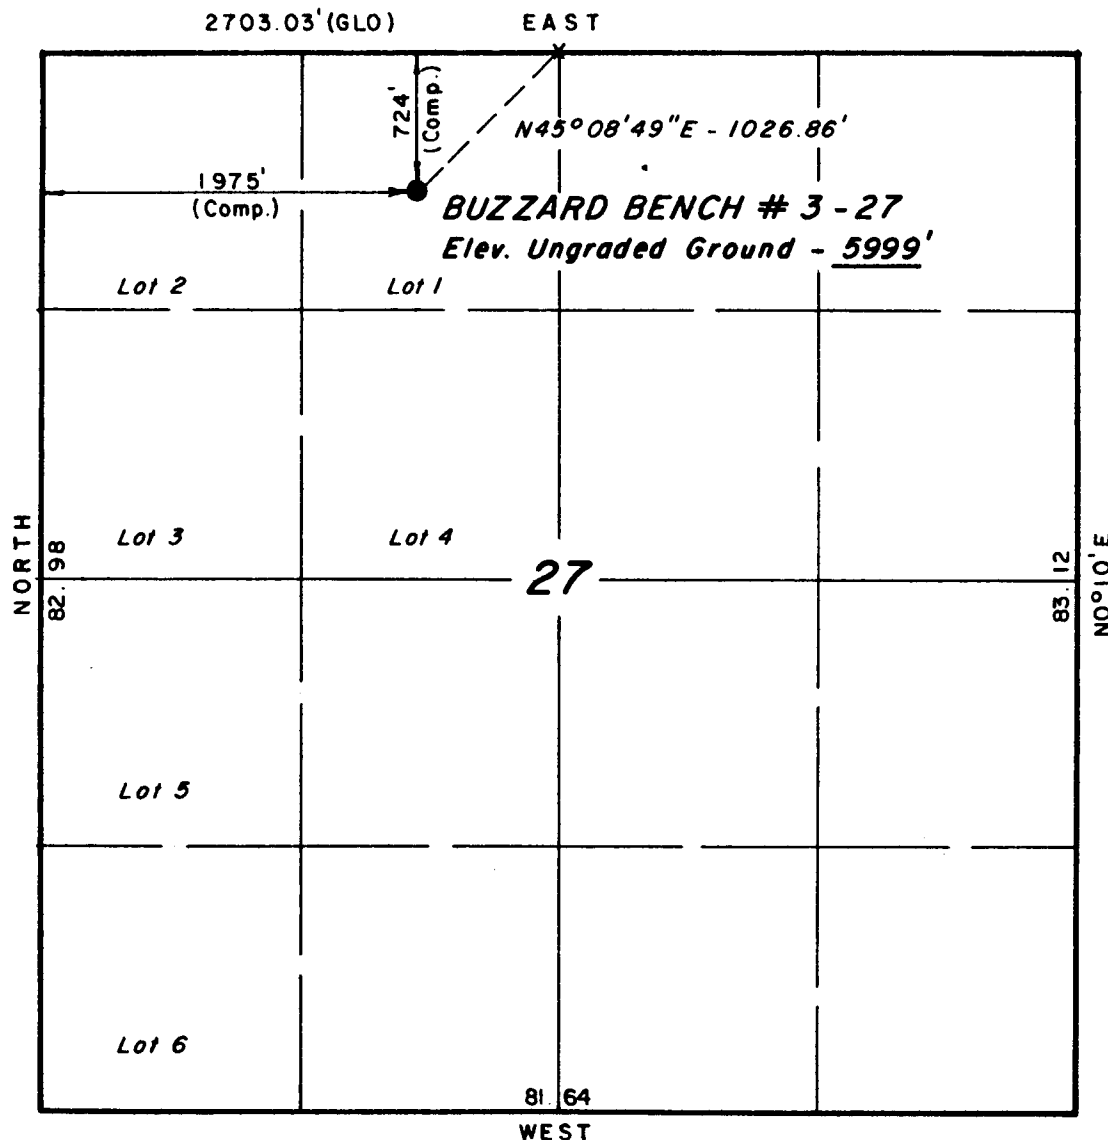 2703.03' (GLO)
EAST
724'
(Comp.)
N45°08'49"E - 1026.86'
1975'
(Comp.)
BUZZARD BENCH # 3-27
Elev. Ungraded Ground - 5999'
Lot 2
Lot 1
Lot 3
Lot 4
27
NORTH
82.98
83.12
N0°10'E
Lot 5
Lot 6
81.64
WEST